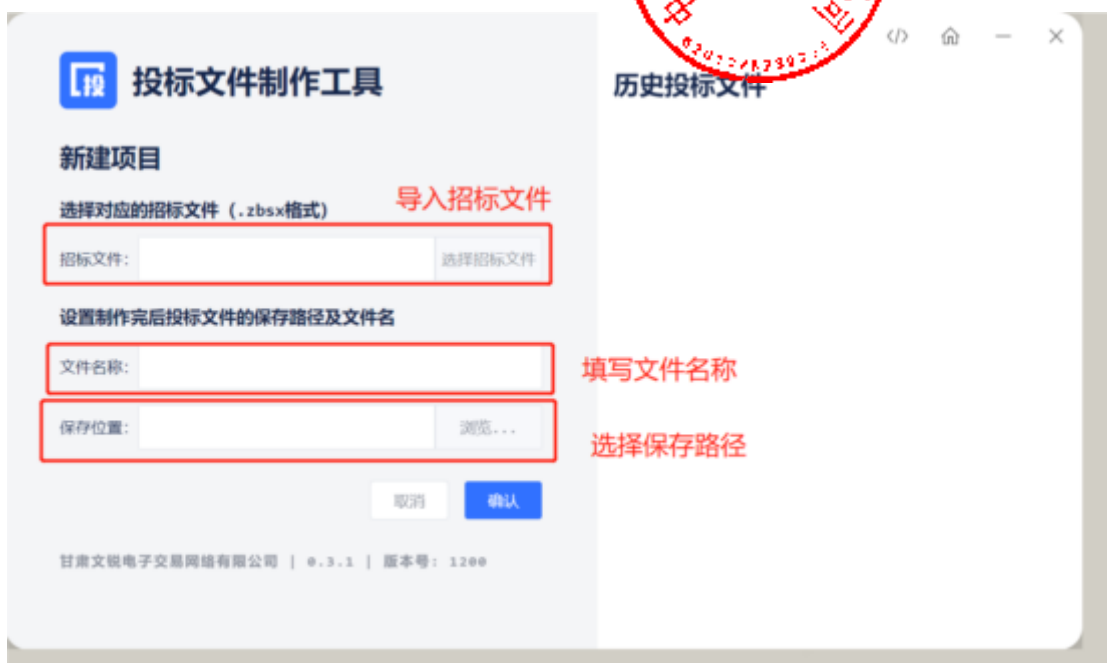 投
投标文件制作工具
历史投标文件
新建项目
选择对应的招标文件（.zbsx格式）
导入招标文件
招标文件：
选择招标文件
设置制作完后投标文件的保存路径及文件名
文件名称：
填写文件名称
保存位置：
浏览...
选择保存路径
取消
确认
甘肃文锐电子交易网络有限公司 | 0.3.1 | 版本号：1200